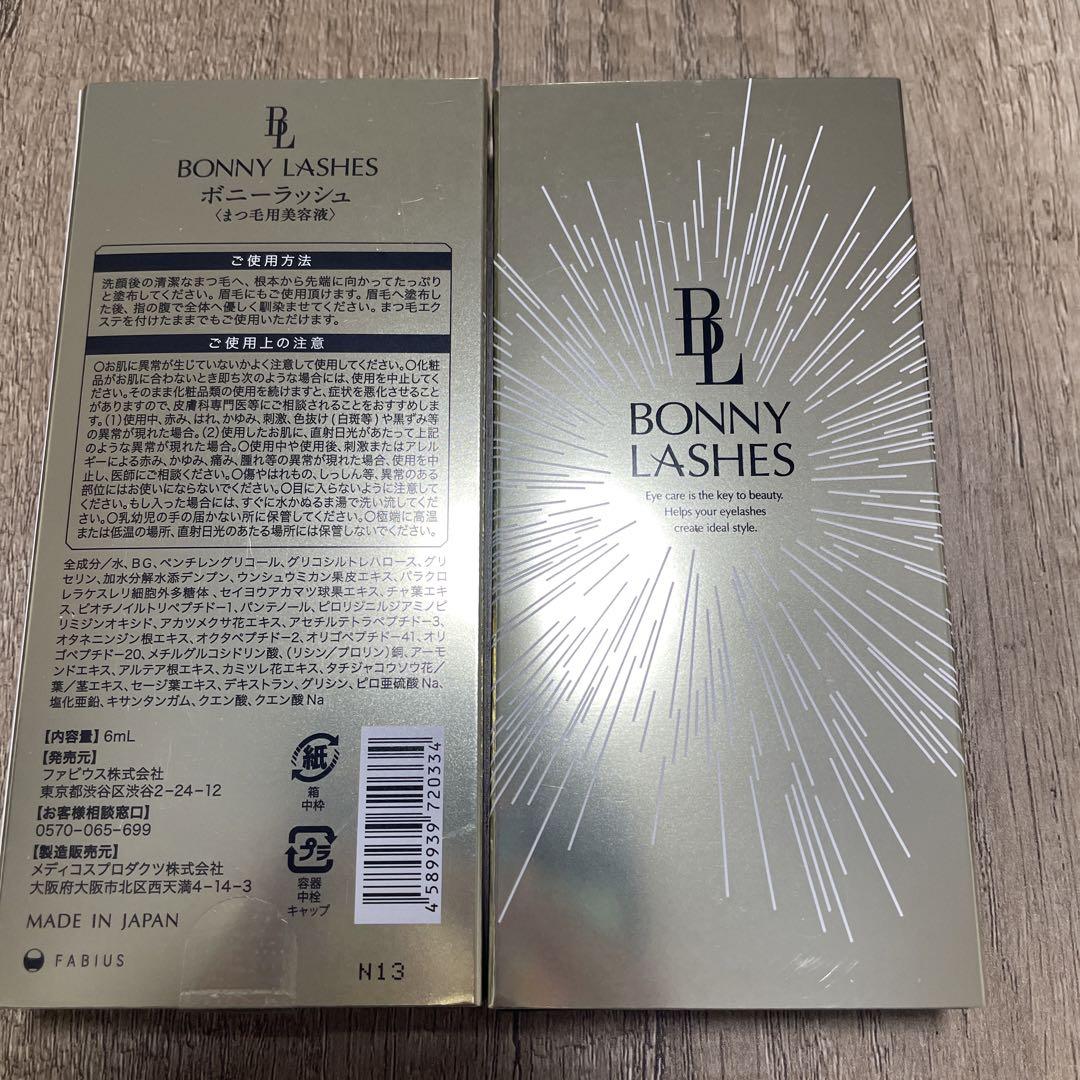 BL
BONNY LASHES
ボニーラッシュ
〈まつ毛用美容液〉
ご使用方法
洗顔後の清潔なまつ毛へ、根本から先端に向かってたっぷり
と塗布してください。眉毛にもご使用頂けます。眉毛へ塗布し
た後、指の腹で全体へ優しく馴染ませてください。まつ毛エク
ステを付けたままでもご使用いただけます。
ご使用上の注意
〇お肌に異常が生じていないかよく注意して使用してください。〇化粧
品がお肌に合わないとき即ち次のような場合には、使用を中止してく
ださい。そのまま化粧品類の使用を続けますと、症状を悪化させること
がありますので、皮膚科専門医等にご相談されることをおすすめしま
す。(1)使用中、赤み、はれ、かゆみ、刺激、色抜け(白斑等)や黒ずみ等
の異常が現れた場合。(2)使用したお肌に、直射日光があたって上記
のような異常が現れた場合。〇使用中や使用後、刺激またはアレル
ギーによる赤み、かゆみ、痛み、腫れ等の異常が現れた場合、使用を中
止し、医師にご相談ください。〇傷やはれもの、しっしん等、異常のある
部位にはお使いにならないでください。〇目に入らないように注意して
ください。もし入った場合には、すぐに水かぬるま湯で洗い流してくだ
さい。〇乳幼児の手の届かない所に保管してください。〇極端に高温
または低温の場所、直射日光のあたる場所には保管しないでください。
全成分/水、BG、ペンチレングリコール、グリコシルトレハロース、グリ
セリン、加水分解水添デンプン、ウンシュウミカン果皮エキス、パラクロ
レラケスレリ細胞外多糖体、セイヨウアカマツ球果エキス、チャ葉エキ
ス、ビオチノイルトリペプチド-1、パンテノール、ピロリジニルジアミノピ
リミジンオキシド、アカツメクサ花エキス、アセチルテトラペプチド-3、
オタネニンジン根エキス、オクタペプチド-2、オリゴペプチド-41、オリ
ゴペプチド-20、メチルグルコシドリン酸、(リシン/プロリン)銅、アーモ
ンドエキス、アルテア根エキス、カミツレ花エキス、タチジャコウソウ花/
葉/茎エキス、セージ葉エキス、デキストラン、グリシン、ピロ亜硫酸Na、
塩化亜鉛、キサンタンガム、クエン酸、クエン酸Na
【内容量】6mL
【発売元】
ファビウス株式会社
東京都渋谷区渋谷2-24-12
【お客様相談窓口】
0570-065-699
【製造販売元】
メディコスプロダクツ株式会社
大阪府大阪市北区西天満4-14-3
MADE IN JAPAN
FABIUS
紙
箱
中枠
プラ
容器
中栓
キャップ
4 589939 720334
N13
BL
BONNY
LASHES
Eye care is the key to beauty.
Helps your eyelashes
create ideal style.